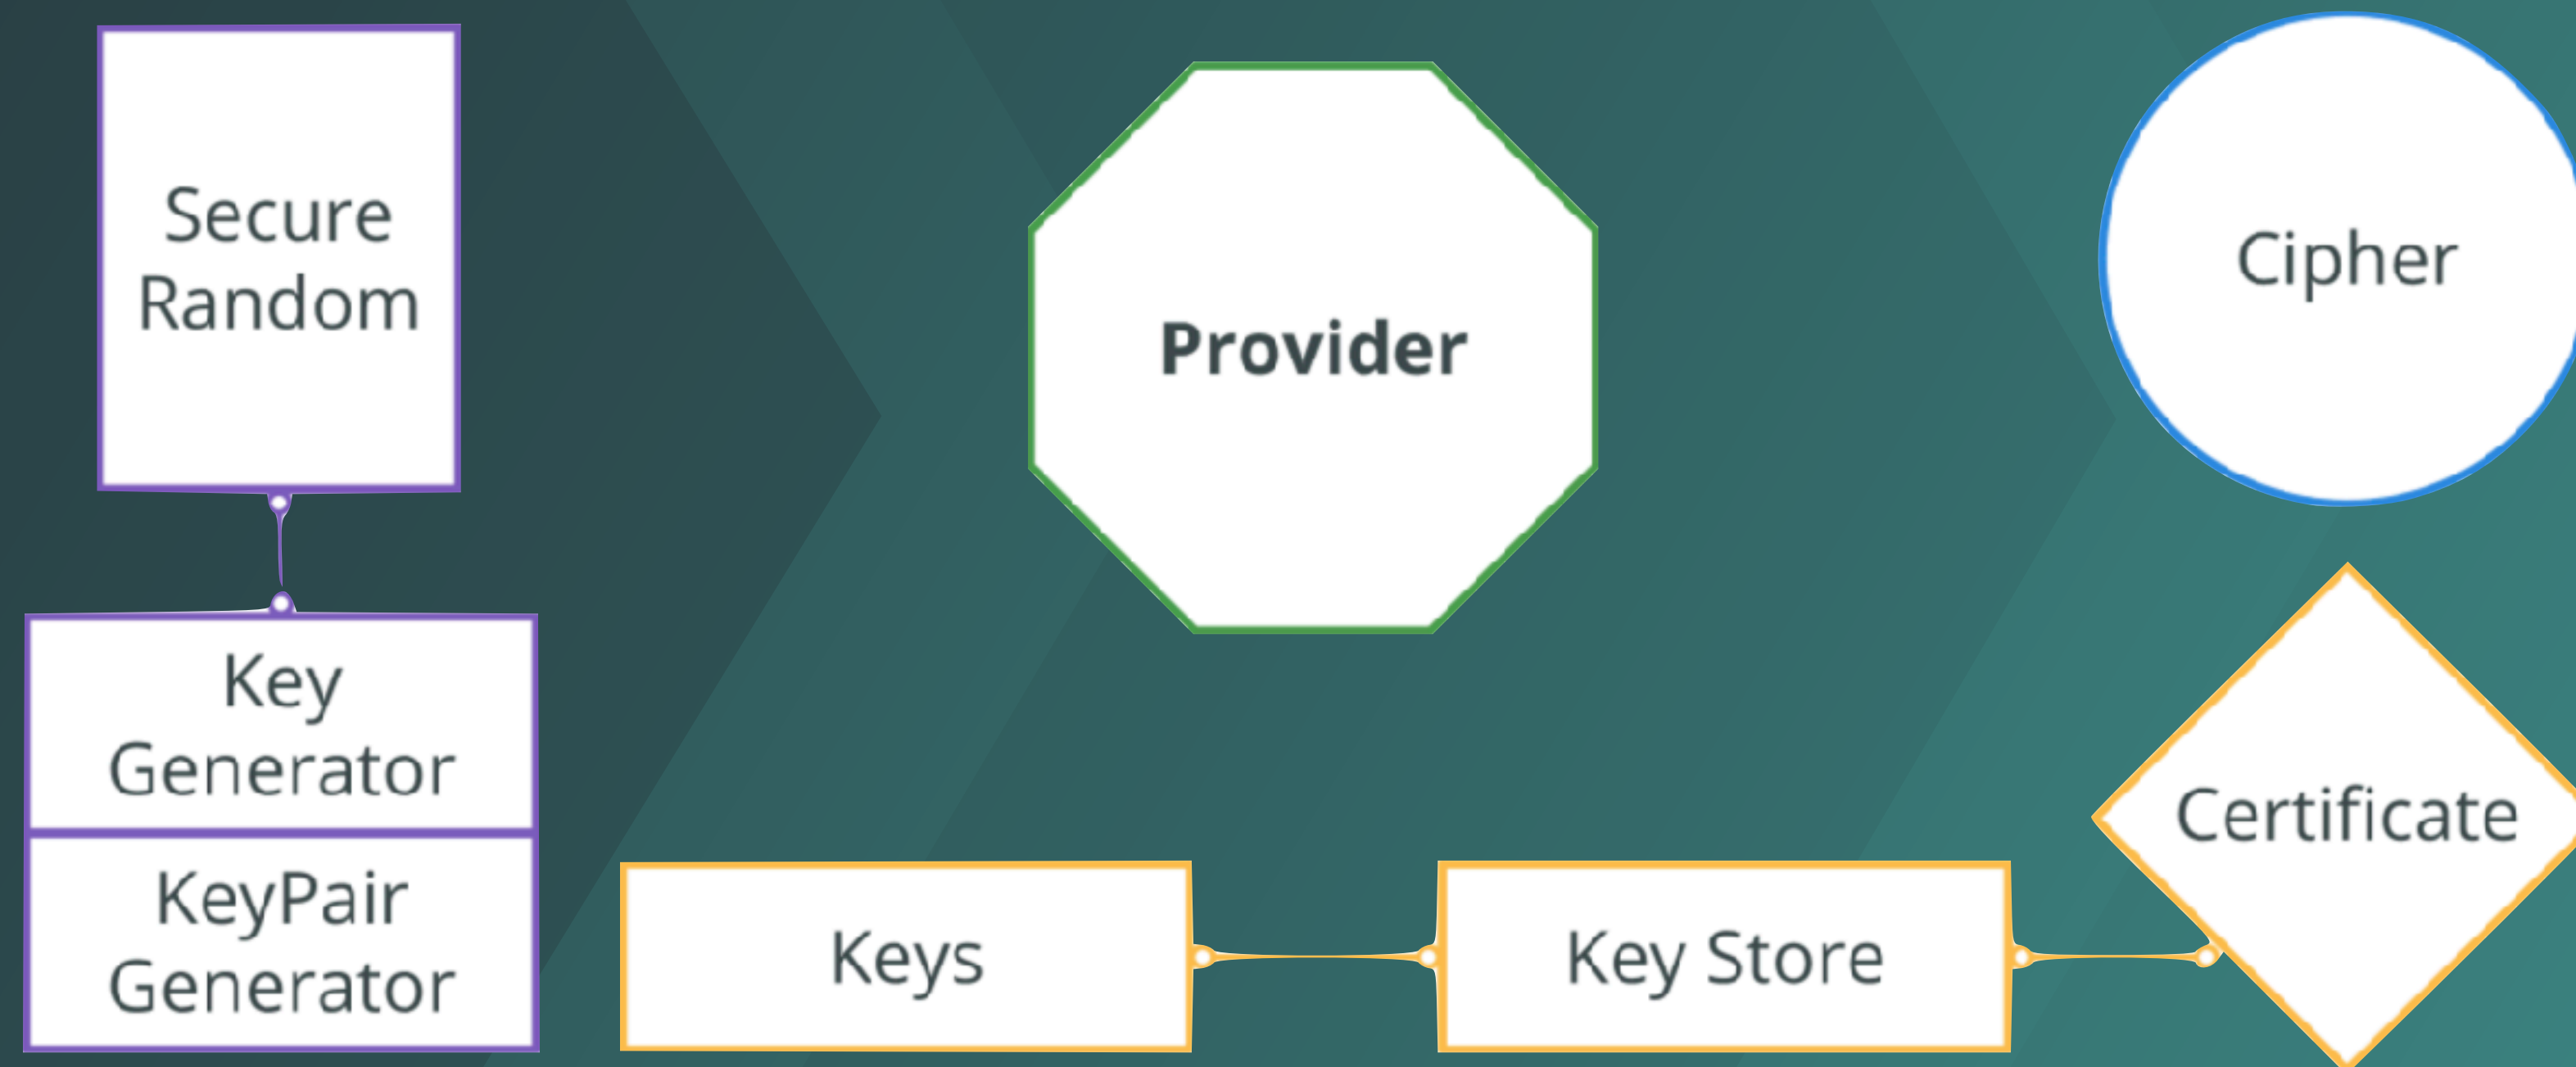 Secure
Random
Provider
Cipher
Key
Generator
KeyPair
Generator
Keys
Key Store
Certificate